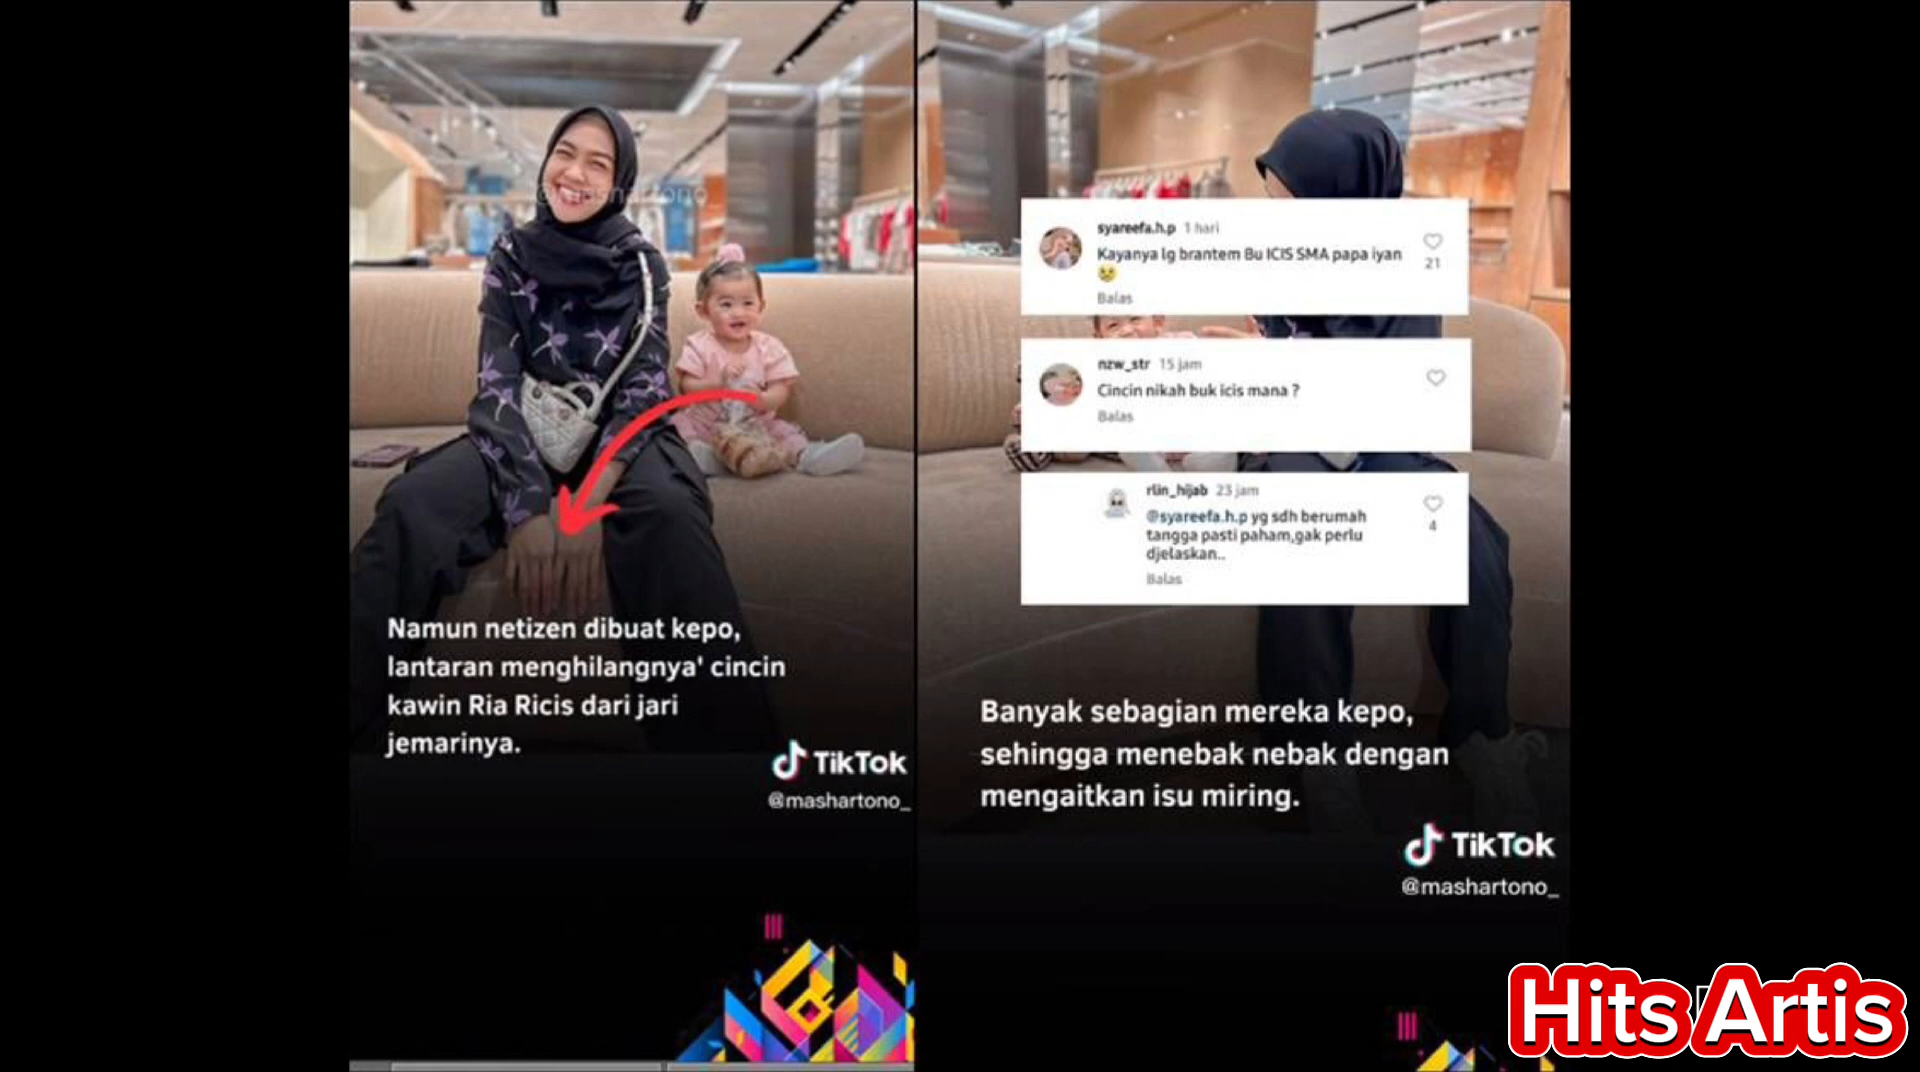 Namun netizen dibuat kepo,
lantaran menghilangnya' cincin
kawin Ria Ricis dari jari
jemarinya.
TikTok
@mashartono_
syareefa.h.p 1 hari
Kayanya lg brantem Bu ICIS SMA papa iyan
😢
21
Balas
nzw_str 15 jam
Cincin nikah buk icis mana ?
Balas
rlin_hijab 23 jam
@syareefa.h.p yg sdh berumah
tangga pasti paham,gak perlu
djelaskan..
4
Balas
Banyak sebagian mereka kepo,
sehingga menebak nebak dengan
mengaitkan isu miring.
TikTok
@mashartono_
Hits Artis